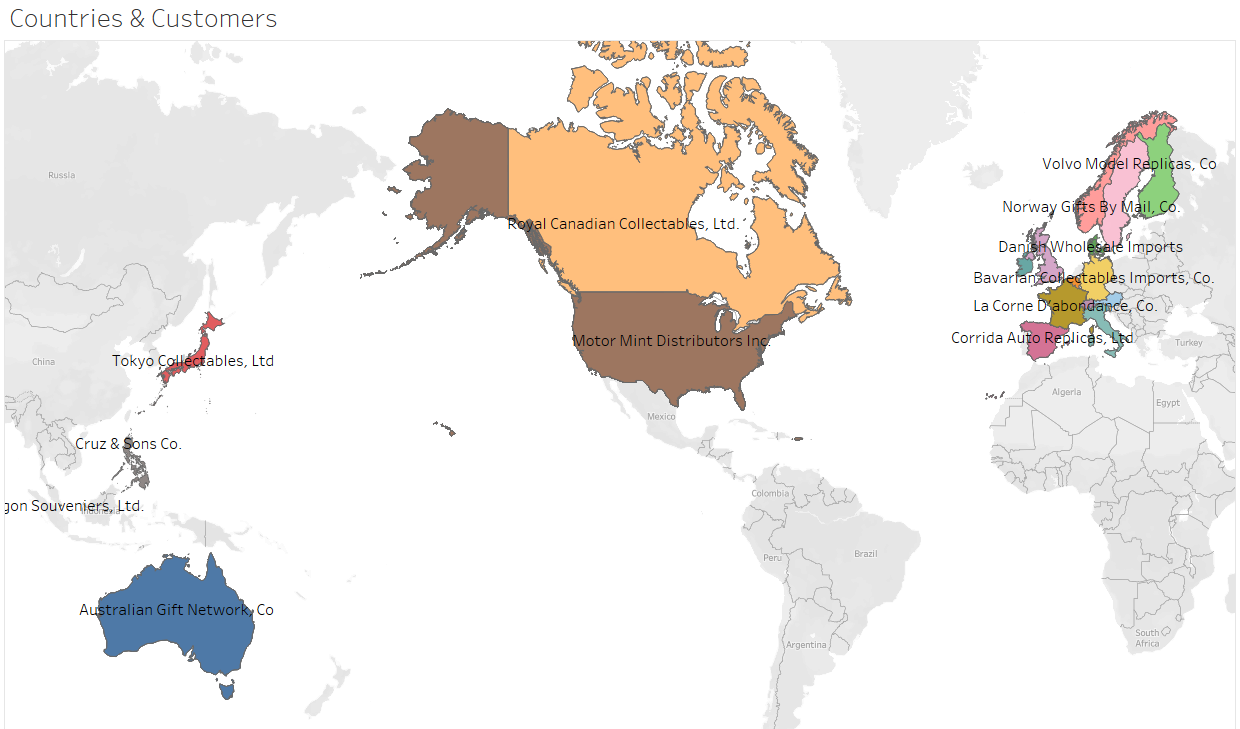 Countries & Customers
Russia
China
Tokyo Collectables, Ltd
Cruz & Sons Co.
gon Souveniers, Ltd.
Indonesia
Australian Gift Network, Co
Royal Canadian Collectables, Ltd.
Motor Mint Distributors Inc.
Mexico
Colombia
Peru
Brazil
Argentina
Volvo Model Replicas, Co
Norway Gifts By Mail, Co.
Danish Wholesale Imports
Bavarian Collectables Imports, Co.
La Corne D'abondance, Co.
Corrida Auto Replicas, Ltd
Turkey
Algeria
Egypt
South
Africa